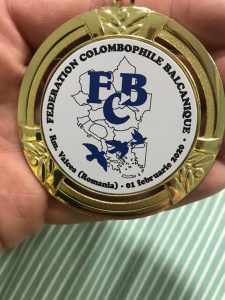 · FEDERATION COLOMBOPHILE BALCANIQUE ·
FCB
Rm. Valcea (Romania) - 01 februarie 2020